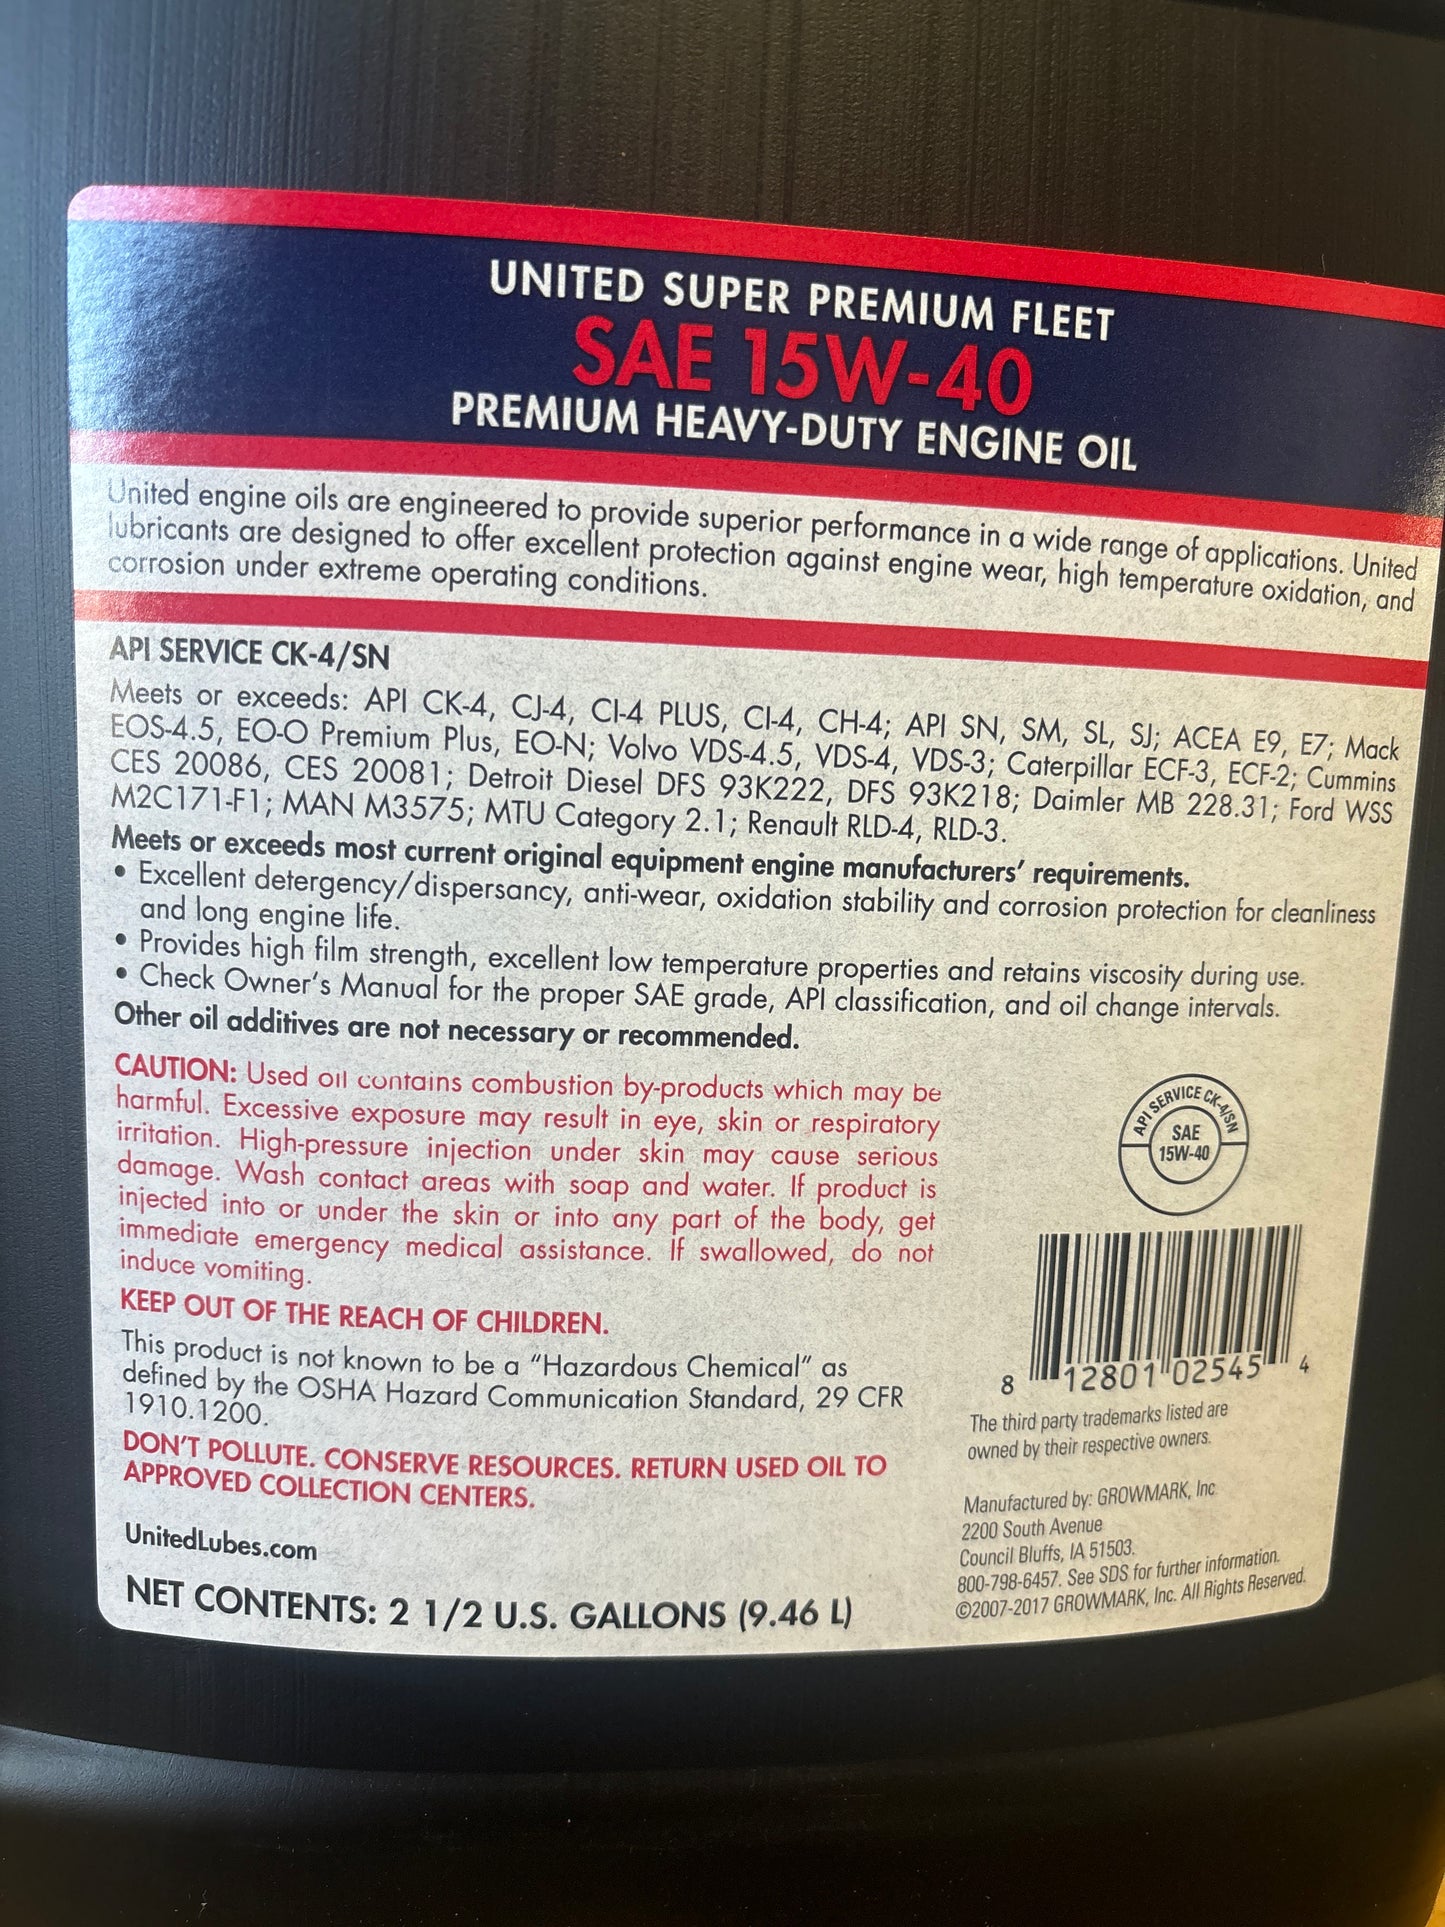 UNITED SUPER PREMIUM FLEET
SAE 15W-40
PREMIUM HEAVY-DUTY ENGINE OIL
United engine oils are engineered to provide superior performance in a wide range of applications. United
lubricants are designed to offer excellent protection against engine wear, high temperature oxidation, and
corrosion under extreme operating conditions.
API SERVICE CK-4/SN
Meets or exceeds: API CK-4, CJ-4, CI-4 PLUS, CI-4, CH-4; API SN, SM, SL, SJ; ACEA E9, E7; Mack
EOS-4.5, EO-O Premium Plus, EO-N; Volvo VDS-4.5, VDS-4, VDS-3; Caterpillar ECF-3, ECF-2; Cummins
CES 20086, CES 20081; Detroit Diesel DFS 93K222, DFS 93K218; Daimler MB 228.31; Ford WSS
M2C171-F1; MAN M3575; MTU Category 2.1; Renault RLD-4, RLD-3.
Meets or exceeds most current original equipment engine manufacturers' requirements.
• Excellent detergency/dispersancy, anti-wear, oxidation stability and corrosion protection for cleanliness
and long engine life.
• Provides high film strength, excellent low temperature properties and retains viscosity during use.
• Check Owner's Manual for the proper SAE grade, API classification, and oil change intervals.
Other oil additives are not necessary or recommended.
CAUTION: Used oil contains combustion by-products which may be
harmful. Excessive exposure may result in eye, skin or respiratory
irritation. High-pressure injection under skin may cause serious
damage. Wash contact areas with soap and water. If product is
injected into or under the skin or into any part of the body, get
immediate emergency medical assistance. If swallowed, do not
induce vomiting.
KEEP OUT OF THE REACH OF CHILDREN.
This product is not known to be a "Hazardous Chemical" as
defined by the OSHA Hazard Communication Standard, 29 CFR
1910.1200.
DON'T POLLUTE. CONSERVE RESOURCES. RETURN USED OIL TO
APPROVED COLLECTION CENTERS.
UnitedLubes.com
NET CONTENTS: 2 1/2 U.S. GALLONS (9.46 L)
API SERVICE CK-4/SN
SAE
15W-40
8 12801 02545 4
The third party trademarks listed are
owned by their respective owners.
Manufactured by: GROWMARK, Inc
2200 South Avenue
Council Bluffs, IA 51503.
800-798-6457. See SDS for further information.
©2007-2017 GROWMARK, Inc. All Rights Reserved.